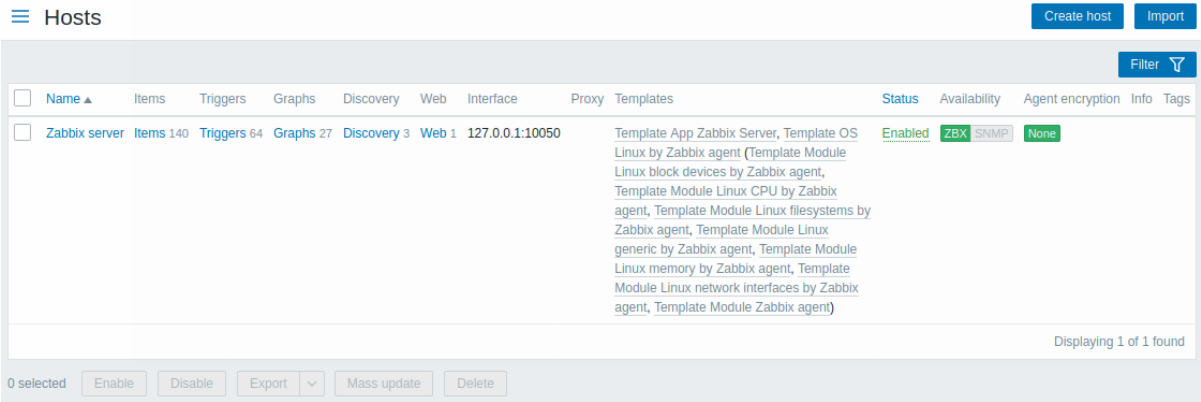 Hosts Create host Import
Filter
Name Items Triggers Graphs Discovery Web Interface Proxy Templates Status Availability Agent encryption Info Tags
Zabbix server Items 140 Triggers 64 Graphs 27 Discovery 3 Web 1 127.0.0.1:10050 Template App Zabbix Server, Template OS Enabled ZBX SNMP None
Linux by Zabbix agent (Template Module
Linux block devices by Zabbix agent,
Template Module Linux CPU by Zabbix
agent, Template Module Linux filesystems by
Zabbix agent, Template Module Linux
generic by Zabbix agent, Template Module
Linux memory by Zabbix agent, Template
Module Linux network interfaces by Zabbix
agent, Template Module Zabbix agent)
Displaying 1 of 1 found
0 selected Enable Disable Export Mass update Delete